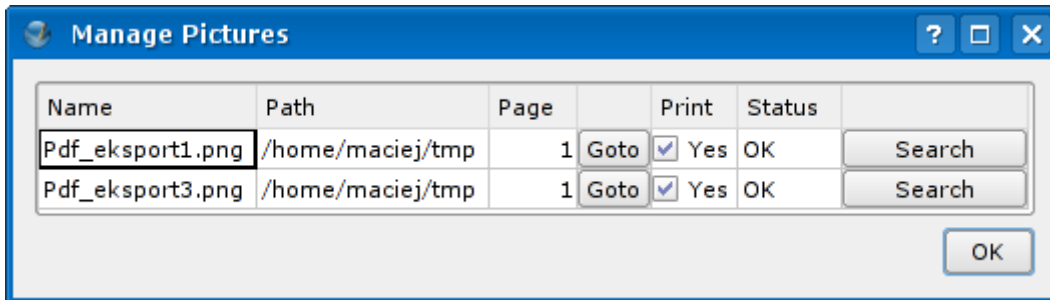 Manage Pictures
Name Path Page Print Status
Pdf_eksport1.png /home/maciej/tmp 1 Goto Yes OK Search
Pdf_eksport3.png /home/maciej/tmp 1 Goto Yes OK Search
OK